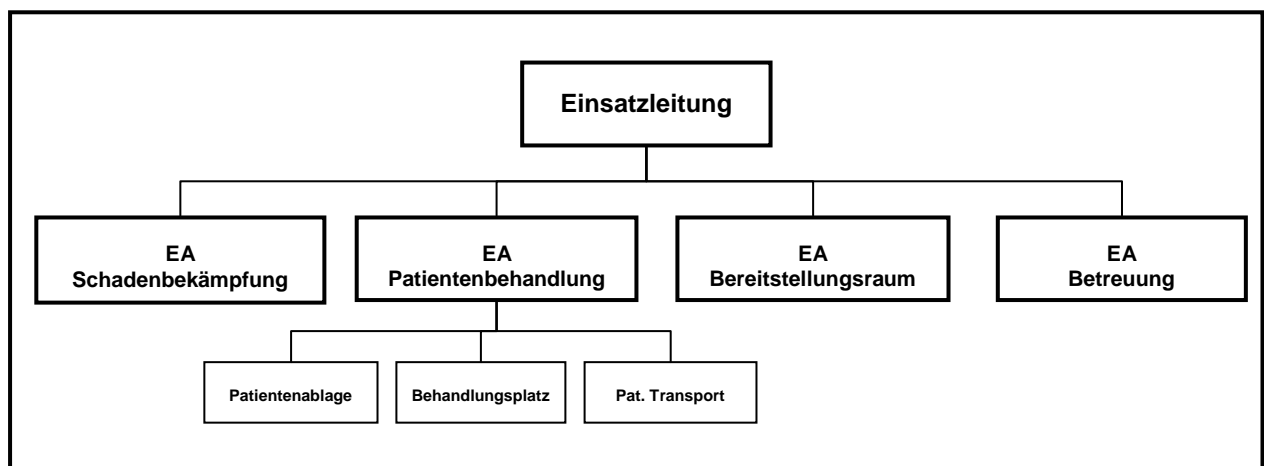 Einsatzleitung
EA
Schadenbekämpfung
EA
Patientenbehandlung
EA
Bereitstellungsraum
EA
Betreuung
Patientenablage
Behandlungsplatz
Pat. Transport